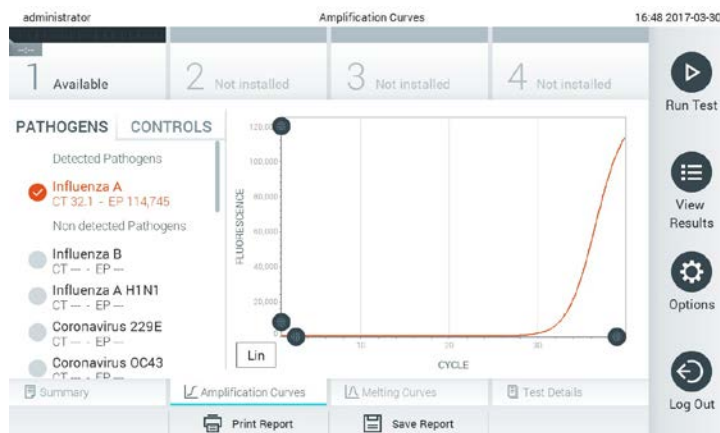 administrator
Amplification Curves
16:48 2017-03-30
1 Available
2 Not installed
3 Not installed
4 Not installed
Run Test
PATHOGENS
CONTROLS
Detected Pathogens
Influenza A
CT 32.1 - EP 114,745
Non detected Pathogens
Influenza B
CT --- - EP ---
Influenza A H1N1
CT --- - EP ---
Coronavirus 229E
CT --- - EP ---
Coronavirus OC43
CT --- - EP ---
FLUORESCENCE
100,000
80,000
60,000
40,000
20,000
0
10
30
CYCLE
Lin
View
Results
Options
Log Out
Summary
Amplification Curves
Melting Curves
Test Details
Print Report
Save Report